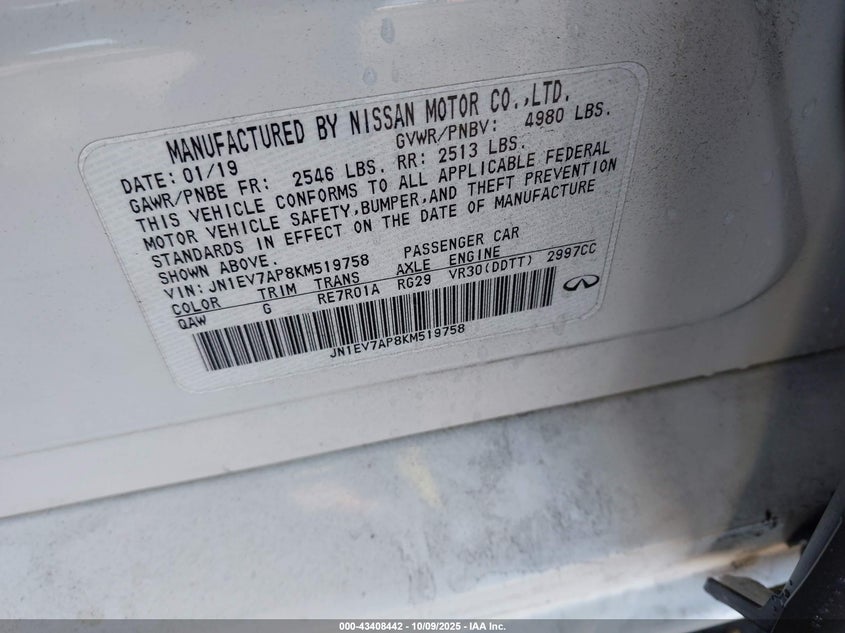 MANUFACTURED BY NISSAN MOTOR CO.,LTD.
DATE:01/19 GVWR/PNBV: 4980 LBS.
GAWR/PNBE FR: 2546 LBS. RR: 2513 LBS.
THIS VEHICLE CONFORMS TO ALL APPLICABLE FEDERAL
MOTOR VEHICLE SAFETY,BUMPER,AND THEFT PREVENTION
STANDARDS IN EFFECT ON THE DATE OF MANUFACTURE
SHOWN ABOVE.
VIN: JN1EV7AP8KM519758 PASSENGER CAR
COLOR TRIM TRANS AXLE ENGINE
QAW G RE7R01A RG29 VR30(DDTT) 2997CC
JN1EV7AP8KM519758
000-43408442 - 10/09/2025 - IAA Inc.